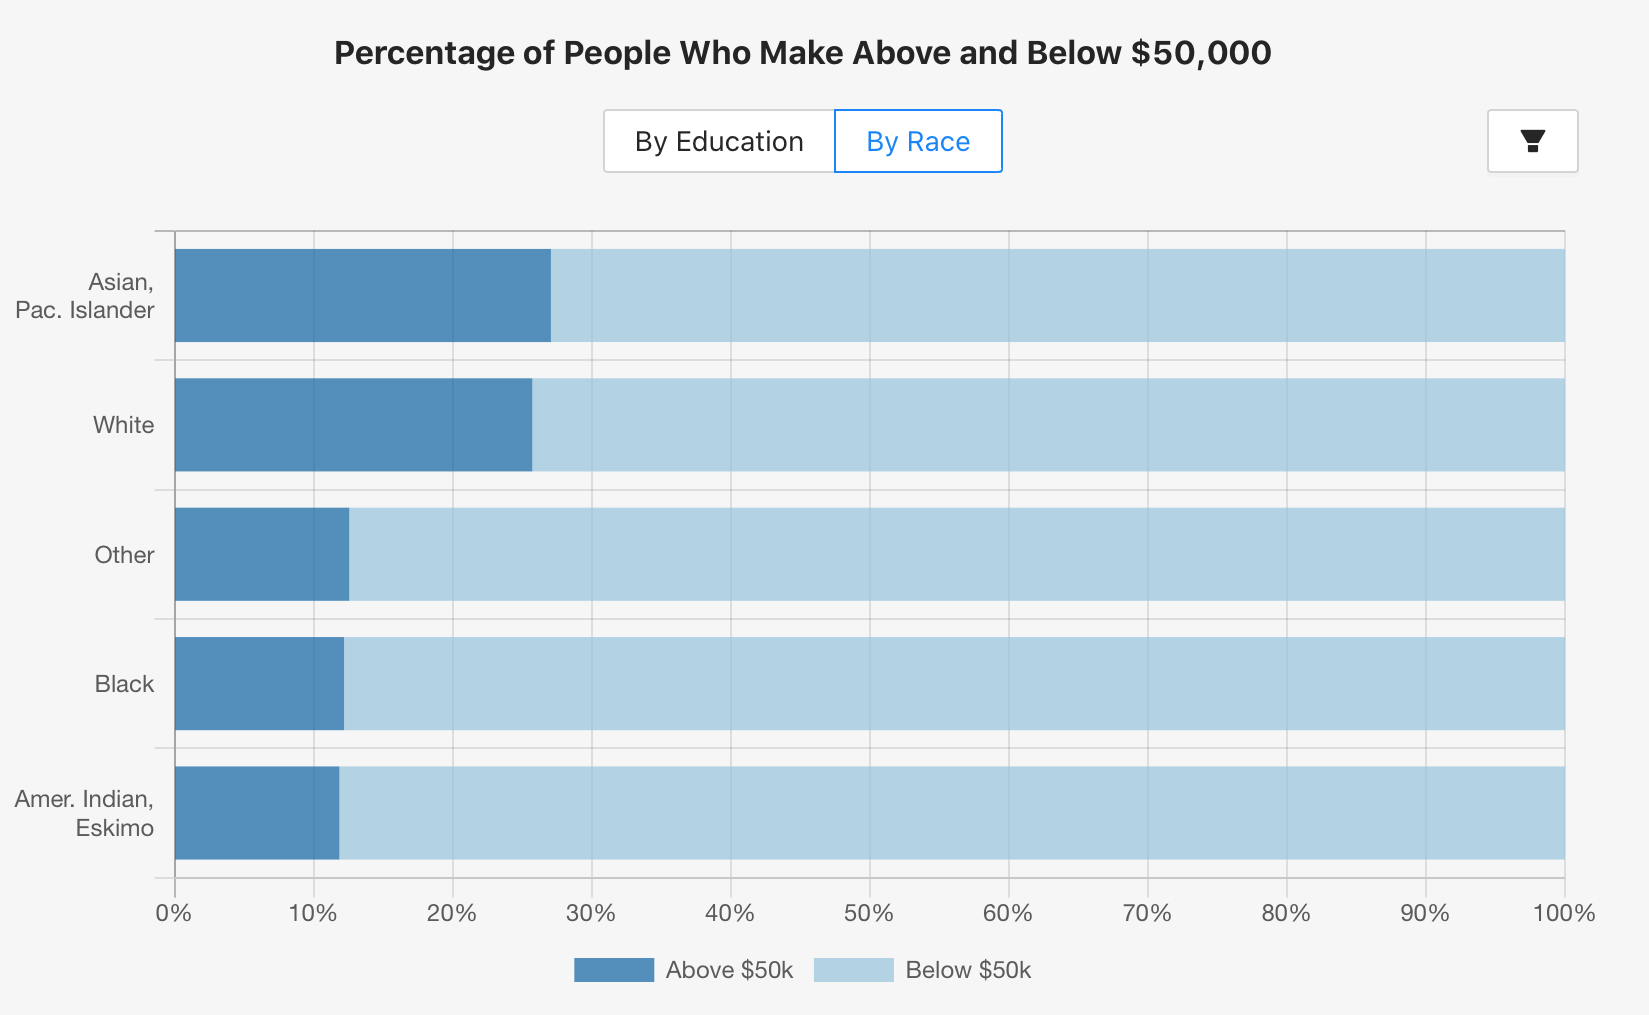 Percentage of People Who Make Above and Below $50,000
By Education By Race
Asian,
Pac. Islander
White
Other
Black
Amer. Indian,
Eskimo
0% 10% 20% 30% 40% 50% 60% 70% 80% 90% 100%
Above $50k Below $50k